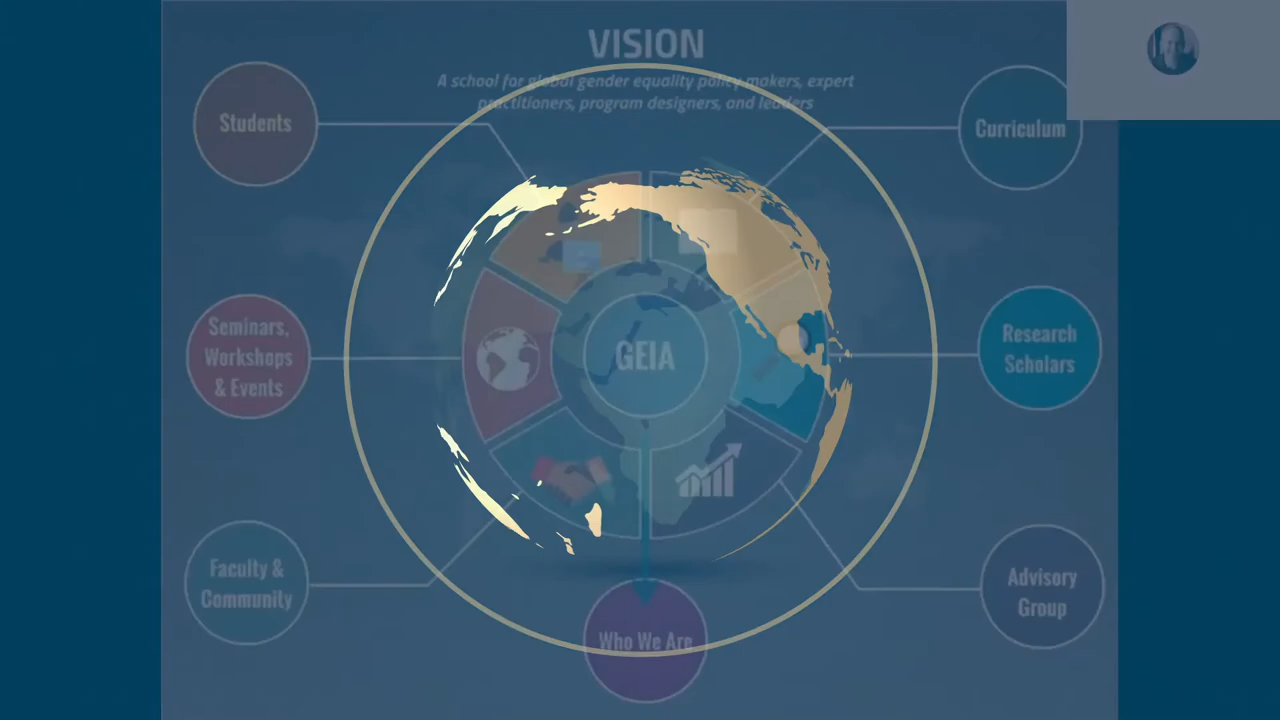 VISION
A school for global gender equality policy makers, expert
practitioners, program designers, and leaders
Students
Curriculum
Seminars,
Workshops
& Events
GEIA
Research
Scholars
Faculty &
Community
Advisory
Group
Who We Are